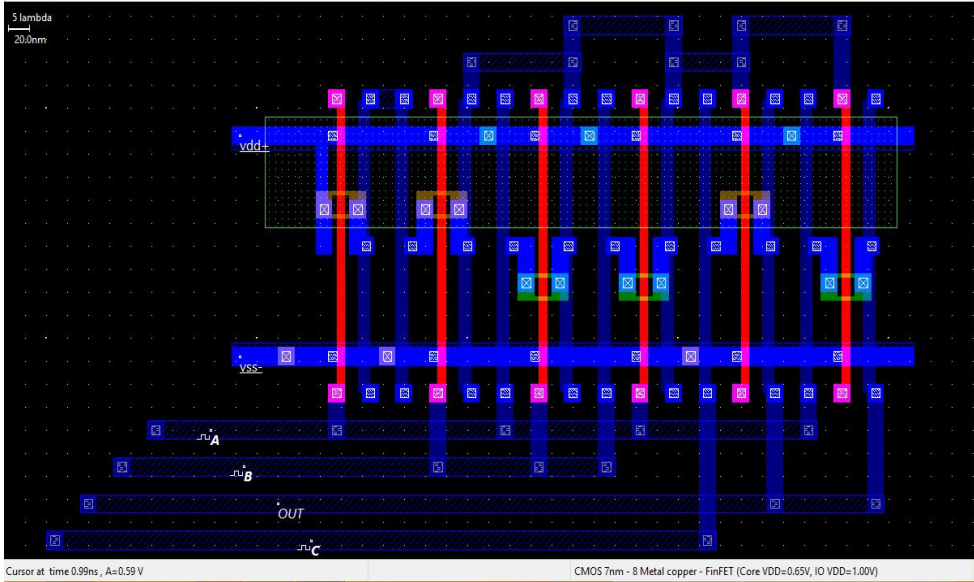 5 lambda
20.0nm
vdd+
vss-
A
B
OUT
C
Cursor at time 0.99ns , A=0.59 V
CMOS 7nm - 8 Metal copper - FinFET (Core VDD=0.65V, IO VDD=1.00V)